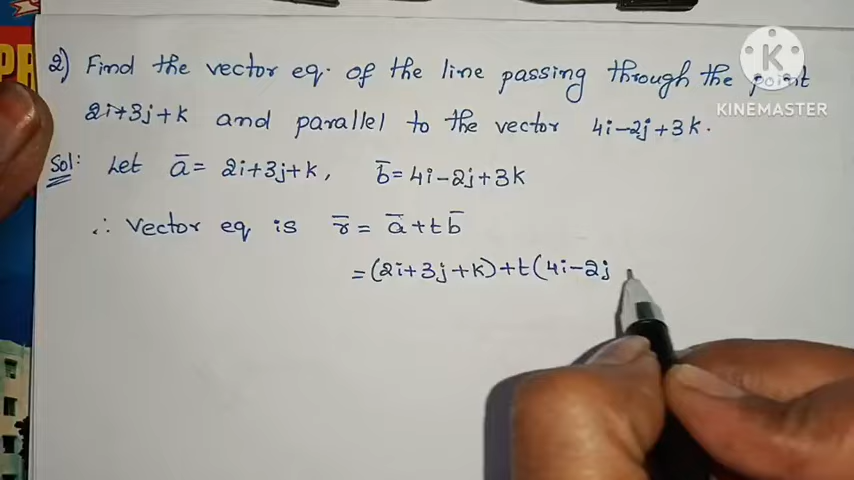 2) Find the vector eq. of the line passing through the point
2i+3j+k and parallel to the vector 4i-2j+3k.
Sol: Let a̅ = 2i+3j+k, b̅ = 4i-2j+3k
∴ vector eq is r̅ = a̅+tb̅
= (2i+3j+k)+t(4i-2j
KINEMASTER